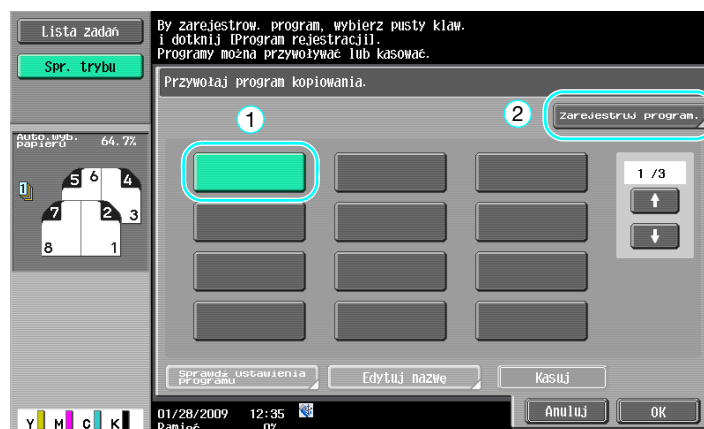 Lista zadań
Spr. trybu
By zarejestrow. program, wybierz pusty klaw.
i dotknij [Program rejestracji].
Programy można przywoływać lub kasować.
Przywołaj program kopiowania.
1
2
Zarejestruj program.
Auto.wyb.
papieru 64.7%
5 6 4
7 2 3
8 1
1 /3
Sprawdź ustawienia
programu
Edytuj nazwę
Kasuj
01/28/2009 12:35
Pamięć 0%
Anuluj
OK
Y M C K